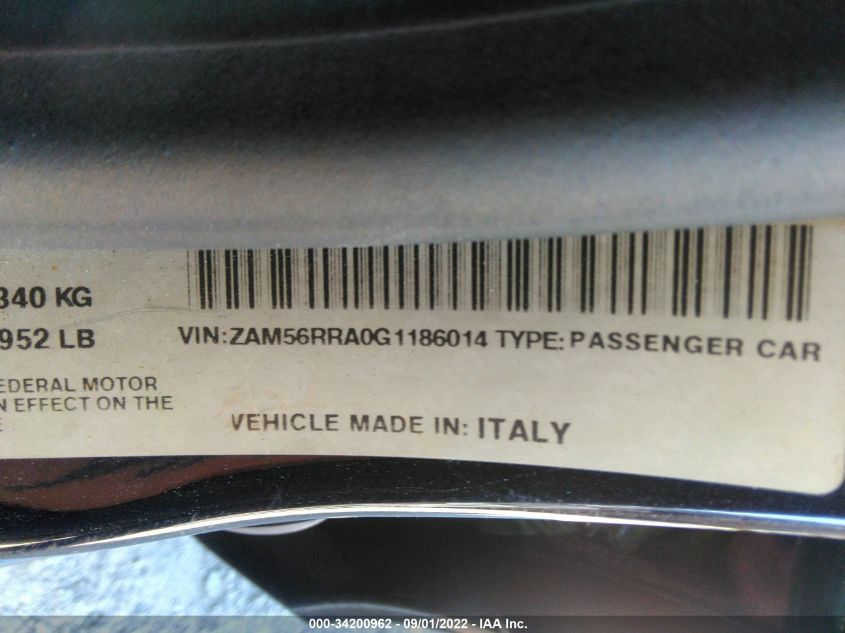 340 KG
952 LB
VIN:ZAM56RRA0G1186014 TYPE:PASSENGER CAR
EDERAL MOTOR
N EFFECT ON THE
E
VEHICLE MADE IN: ITALY
000-34200962 - 09/01/2022 - IAA Inc.